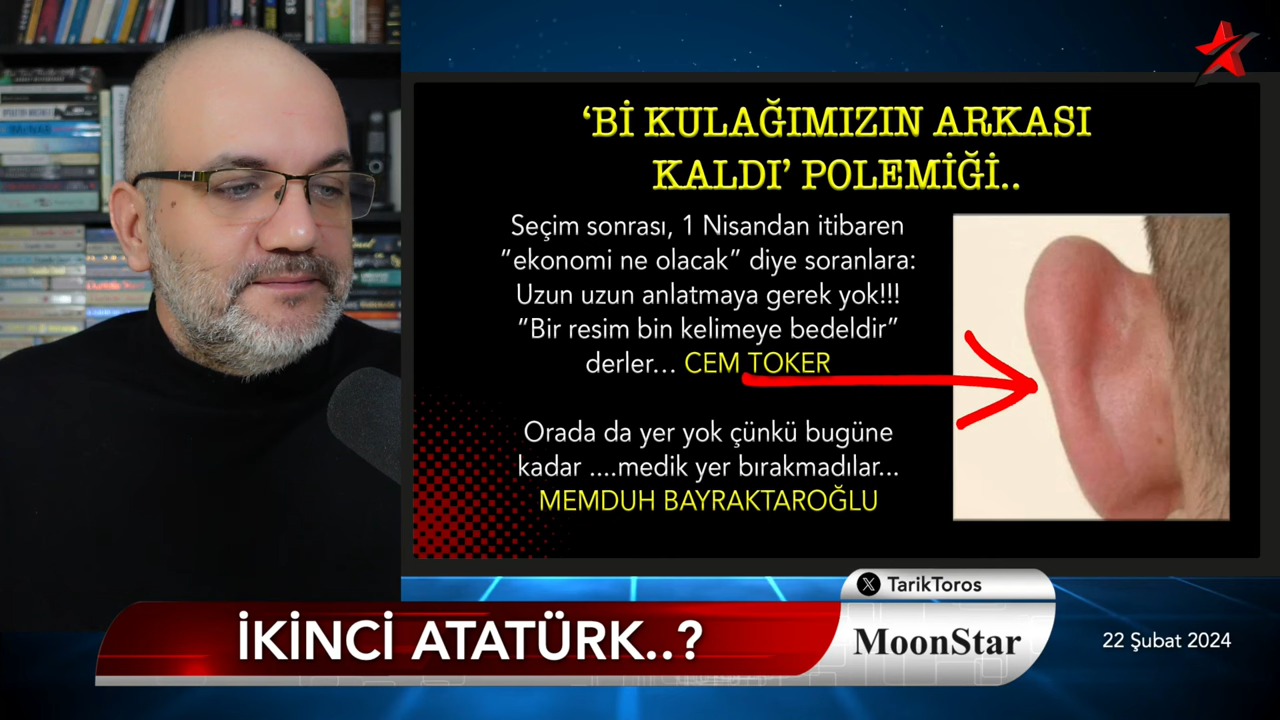 ‘Bİ KULAĞIMIZIN ARKASI
KALDI’ POLEMİĞİ..
Seçim sonrası, 1 Nisandan itibaren
”ekonomi ne olacak” diye soranlara:
Uzun uzun anlatmaya gerek yok!!!
“Bir resim bin kelimeye bedeldir”
derler... CEM TOKER
Orada da yer yok çünkü bugüne
kadar ....medik yer bırakmadılar...
MEMDUH BAYRAKTAROĞLU
X TarikToros
İKİNCİ ATATÜRK..?
MoonStar
22 Şubat 2024